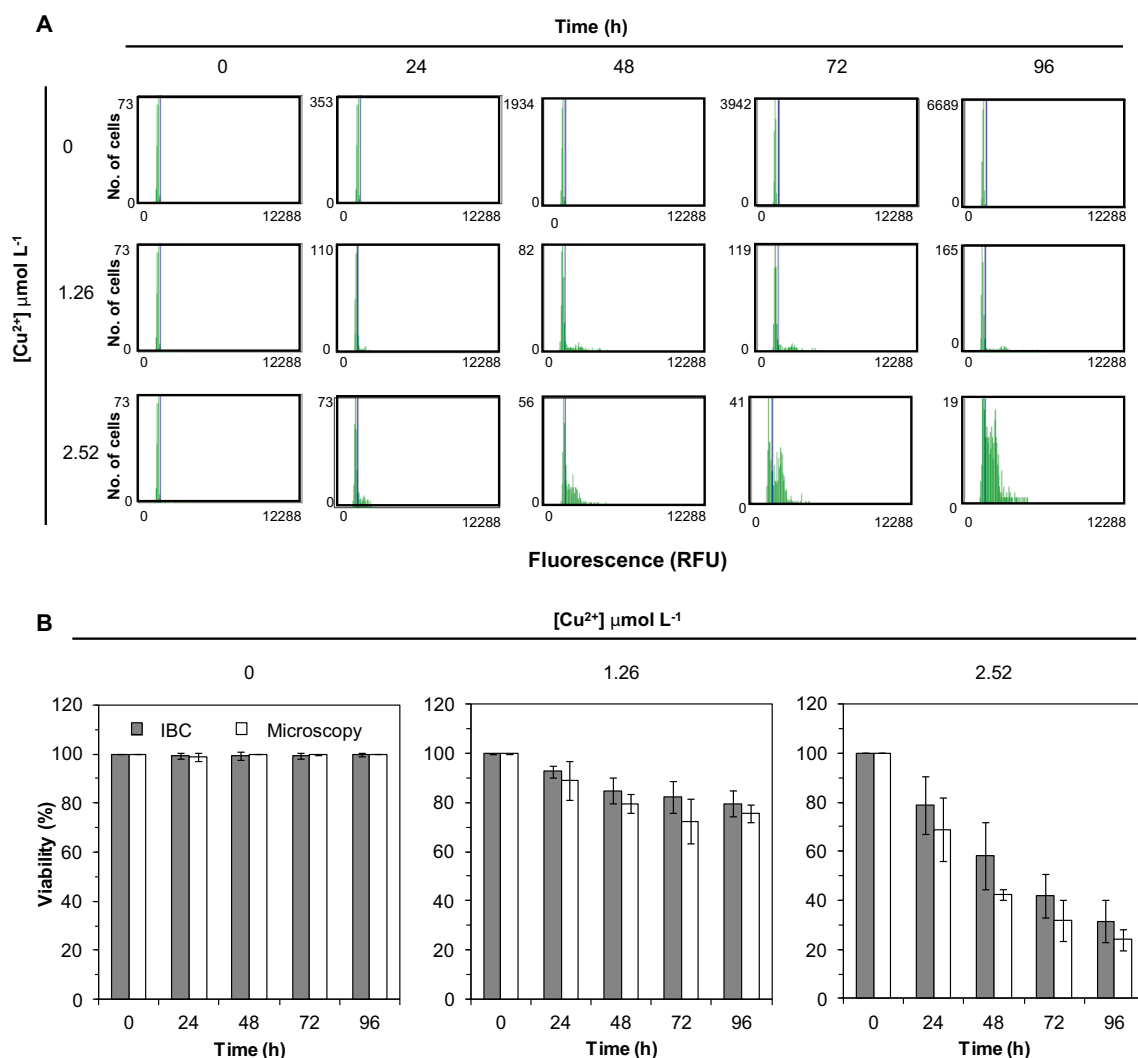 A
Time (h)
0 24 48 72 96
[Cu²⁺] µmol L⁻¹
0
No. of cells
73 353 1934 3942 6689
0 0 0 0 0
0 12288 0 12288 0 12288 0 12288 0 12288
1.26
No. of cells
73 110 82 119 165
0 0 0 0 0
0 12288 0 12288 0 12288 0 12288 0 12288
2.52
No. of cells
73 73 56 41 19
0 0 0 0 0
0 12288 0 12288 0 12288 0 12288 0 12288
Fluorescence (RFU)
B
[Cu²⁺] µmol L⁻¹
0 1.26 2.52
Viability (%)
120 120 120
IBC Microscopy
100 100 100
80 80 80
60 60 60
40 40 40
20 20 20
0 0 0
0 24 48 72 96 0 24 48 72 96 0 24 48 72 96
Time (h) Time (h) Time (h)